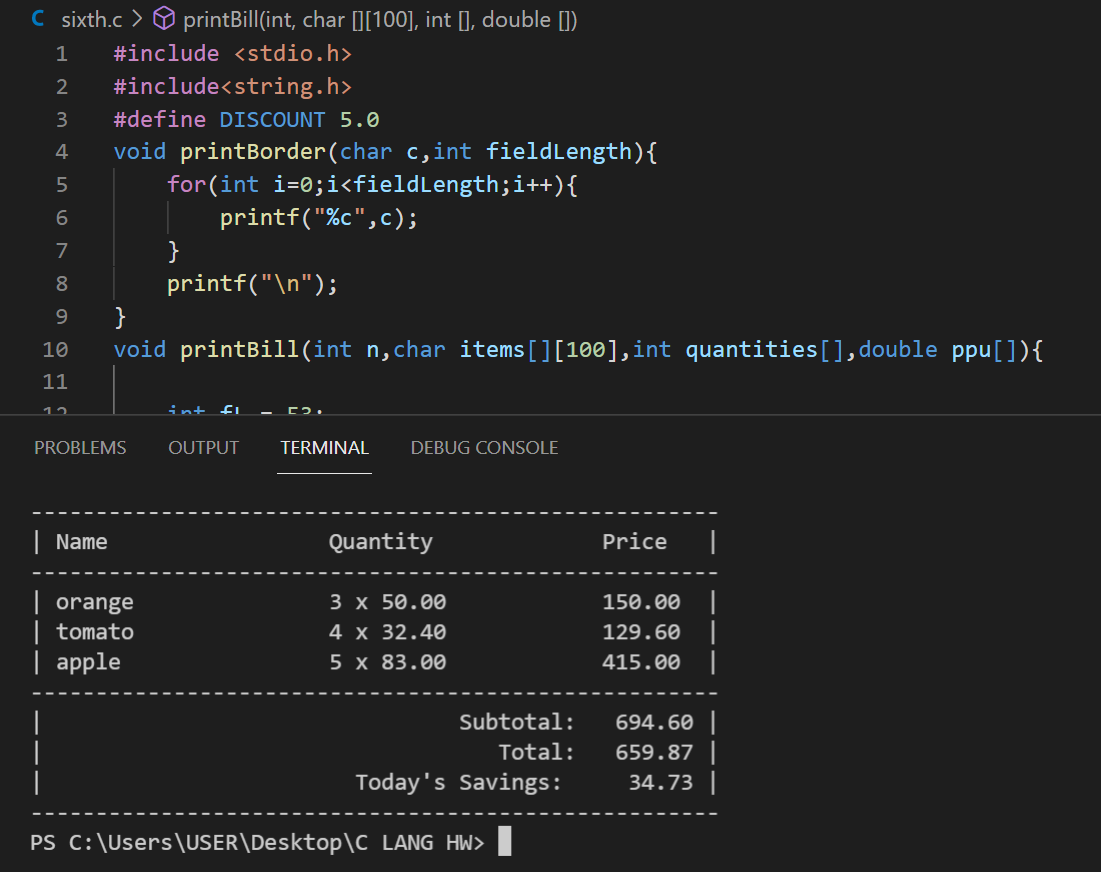 C sixth.c > printBill(int, char [][100], int [], double [])
1 #include <stdio.h>
2 #include<string.h>
3 #define DISCOUNT 5.0
4 void printBorder(char c,int fieldLength){
5     for(int i=0;i<fieldLength;i++){
6         printf("%c",c);
7     }
8     printf("\n");
9 }
10 void printBill(int n,char items[][100],int quantities[],double ppu[]){
11
12     int fL = 53;
PROBLEMS OUTPUT TERMINAL DEBUG CONSOLE
-----------------------------------------------------
| Name                 Quantity             Price   |
-----------------------------------------------------
| orange               3 x 50.00            150.00  |
| tomato               4 x 32.40            129.60  |
| apple                5 x 83.00            415.00  |
-----------------------------------------------------
|                                Subtotal:   694.60 |
|                                   Total:   659.87 |
|                        Today's Savings:     34.73 |
-----------------------------------------------------
PS C:\Users\USER\Desktop\C LANG HW>